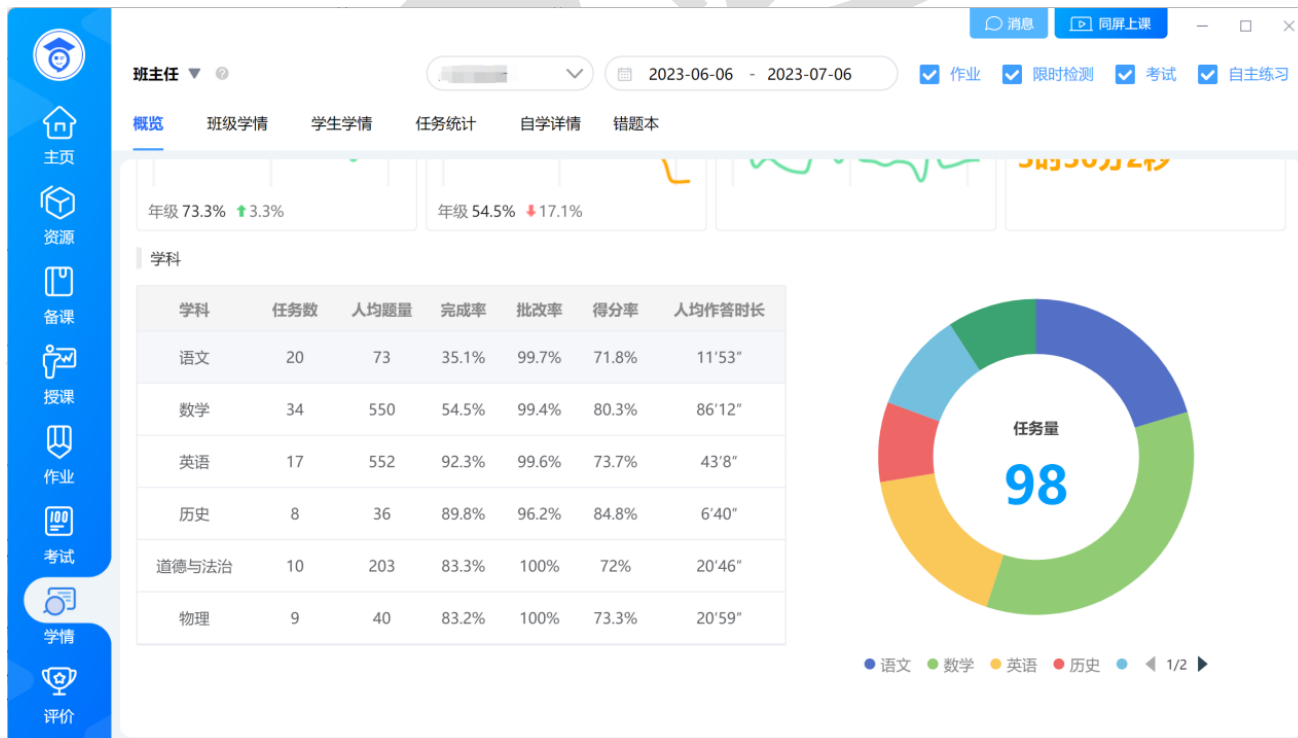 消息 同屏上课
班主任 2023-06-06 - 2023-07-06 作业 限时检测 考试 自主练习
概览 班级学情 学生学情 任务统计 自学详情 错题本
主页
资源
备课
授课
作业
100
考试
学情
评价
年级 73.3% 3.3%
年级 54.5% 17.1%
学科
学科 任务数 人均题量 完成率 批改率 得分率 人均作答时长
语文 20 73 35.1% 99.7% 71.8% 11'53"
数学 34 550 54.5% 99.4% 80.3% 86'12"
英语 17 552 92.3% 99.6% 73.7% 43'8"
历史 8 36 89.8% 96.2% 84.8% 6'40"
道德与法治 10 203 83.3% 100% 72% 20'46"
物理 9 40 83.2% 100% 73.3% 20'59"
任务量
98
语文 数学 英语 历史 1/2